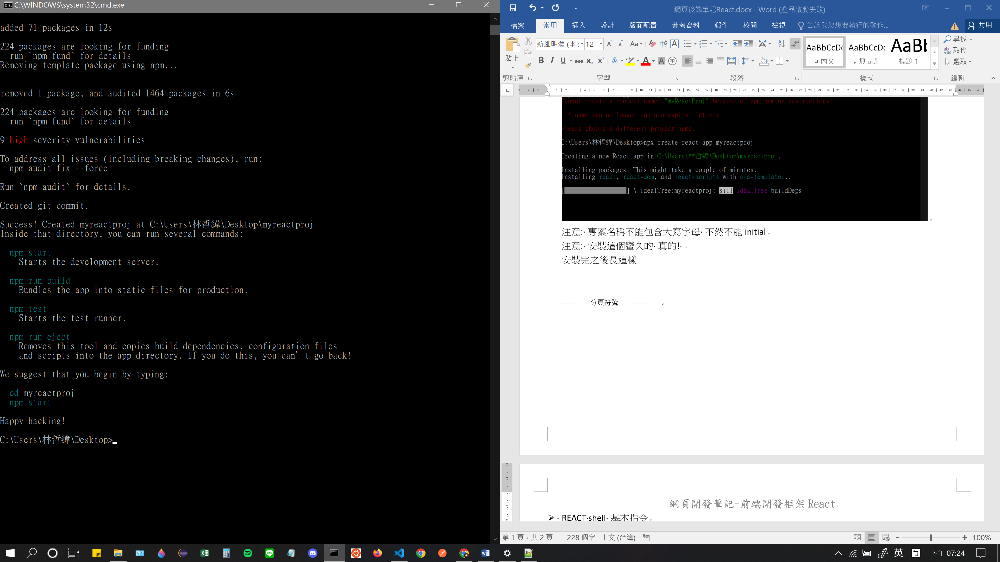 C:\WINDOWS\system32\cmd.exe
added 71 packages in 12s
224 packages are looking for funding
run `npm fund` for details
Removing template package using npm...
removed 1 package, and audited 1464 packages in 6s
224 packages are looking for funding
run `npm fund` for details
9 high severity vulnerabilities
To address all issues (including breaking changes), run:
npm audit fix --force
Run `npm audit` for details.
Created git commit.
Success! Created myreactproj at C:\Users\林哲緯\Desktop\myreactproj
Inside that directory, you can run several commands:
npm start
Starts the development server.
npm run build
Bundles the app into static files for production.
npm test
Starts the test runner.
npm run eject
Removes this tool and copies build dependencies, configuration files
and scripts into the app directory. If you do this, you can't go back!
We suggest that you begin by typing:
cd myreactproj
npm start
Happy hacking!
C:\Users\林哲緯\Desktop>
網頁後端筆記React.docx - Word (產品啟動失敗)
檔案 常用 插入 設計 版面配置 參考資料 郵件 校閱 檢視 告訴我您想要執行的動作... 共用
貼上
剪貼簿
新細明體 (本文 12
字型
段落
AaBbCcDc AaBbCcDc AaBb
內文 無間距 標題 1
樣式
尋找
取代
選取
編輯
Cannot create a project named "myReactProj" because of npm naming restrictions:
* name can no longer contain capital letters
Please choose a different project name.
C:\Users\林哲緯\Desktop>npx create-react-app myreactproj
Creating a new React app in C:\Users\林哲緯\Desktop\myreactproj.
Installing packages. This might take a couple of minutes.
Installing react, react-dom, and react-scripts with cra-template...
[                  ] \ idealTree:myreactproj: sill idealTree buildDeps
注意: 專案名稱不能包含大寫字母 不然不能 initial
注意: 安裝這個蠻久的 真的!
安裝完之後長這樣
分頁符號
網頁開發筆記-前端開發框架 React
REACT shell 基本指令
第 1 頁，共 2 頁 228 個字 中文 (台灣) 100%
英 下午 07:24